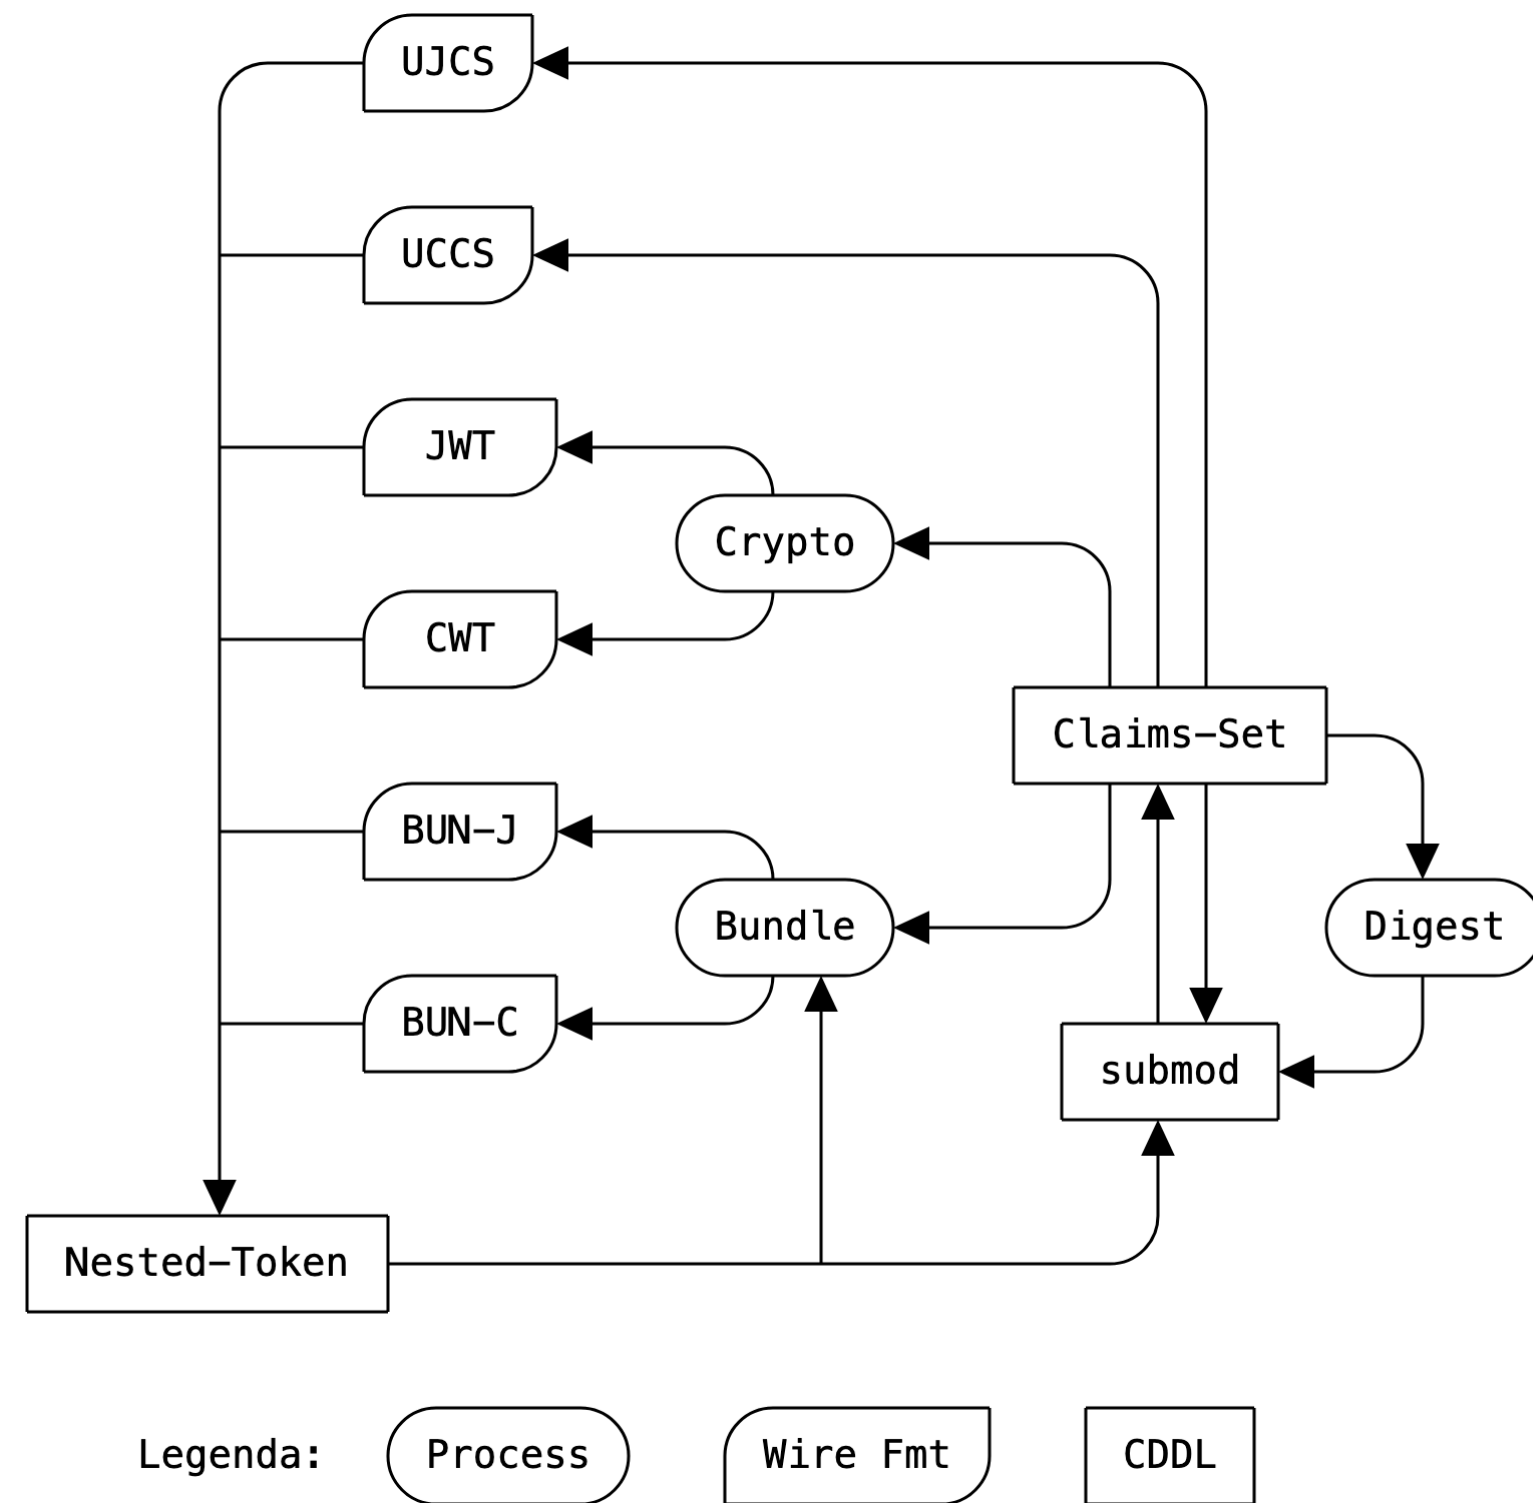 UJCS
UCCS
JWT
Crypto
CWT
Claims-Set
BUN-J
Bundle
Digest
BUN-C
submod
Nested-Token
Legenda: Process Wire Fmt CDDL